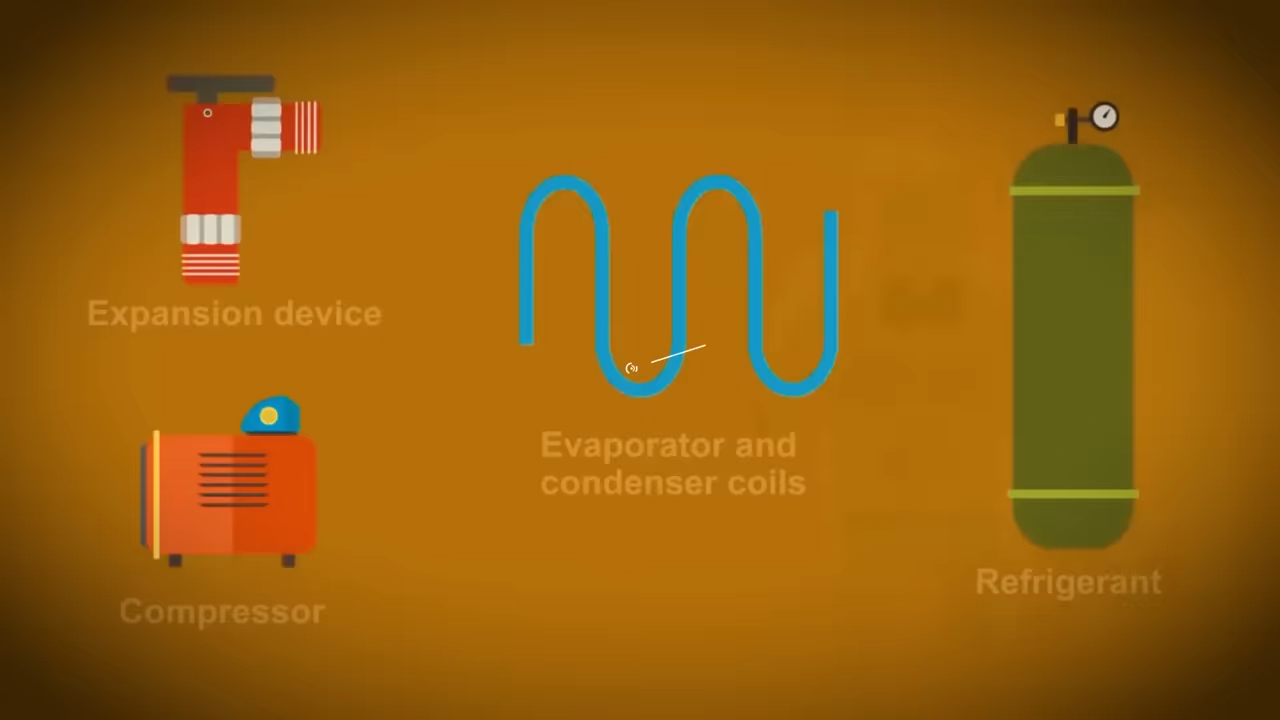 Expansion device
Evaporator and
condenser coils
Refrigerant
Compressor